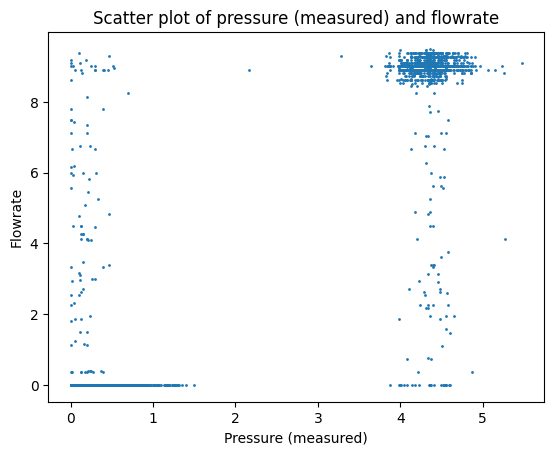 Scatter plot of pressure (measured) and flowrate
Flowrate
8
6
4
2
0
0 1 2 3 4 5
Pressure (measured)